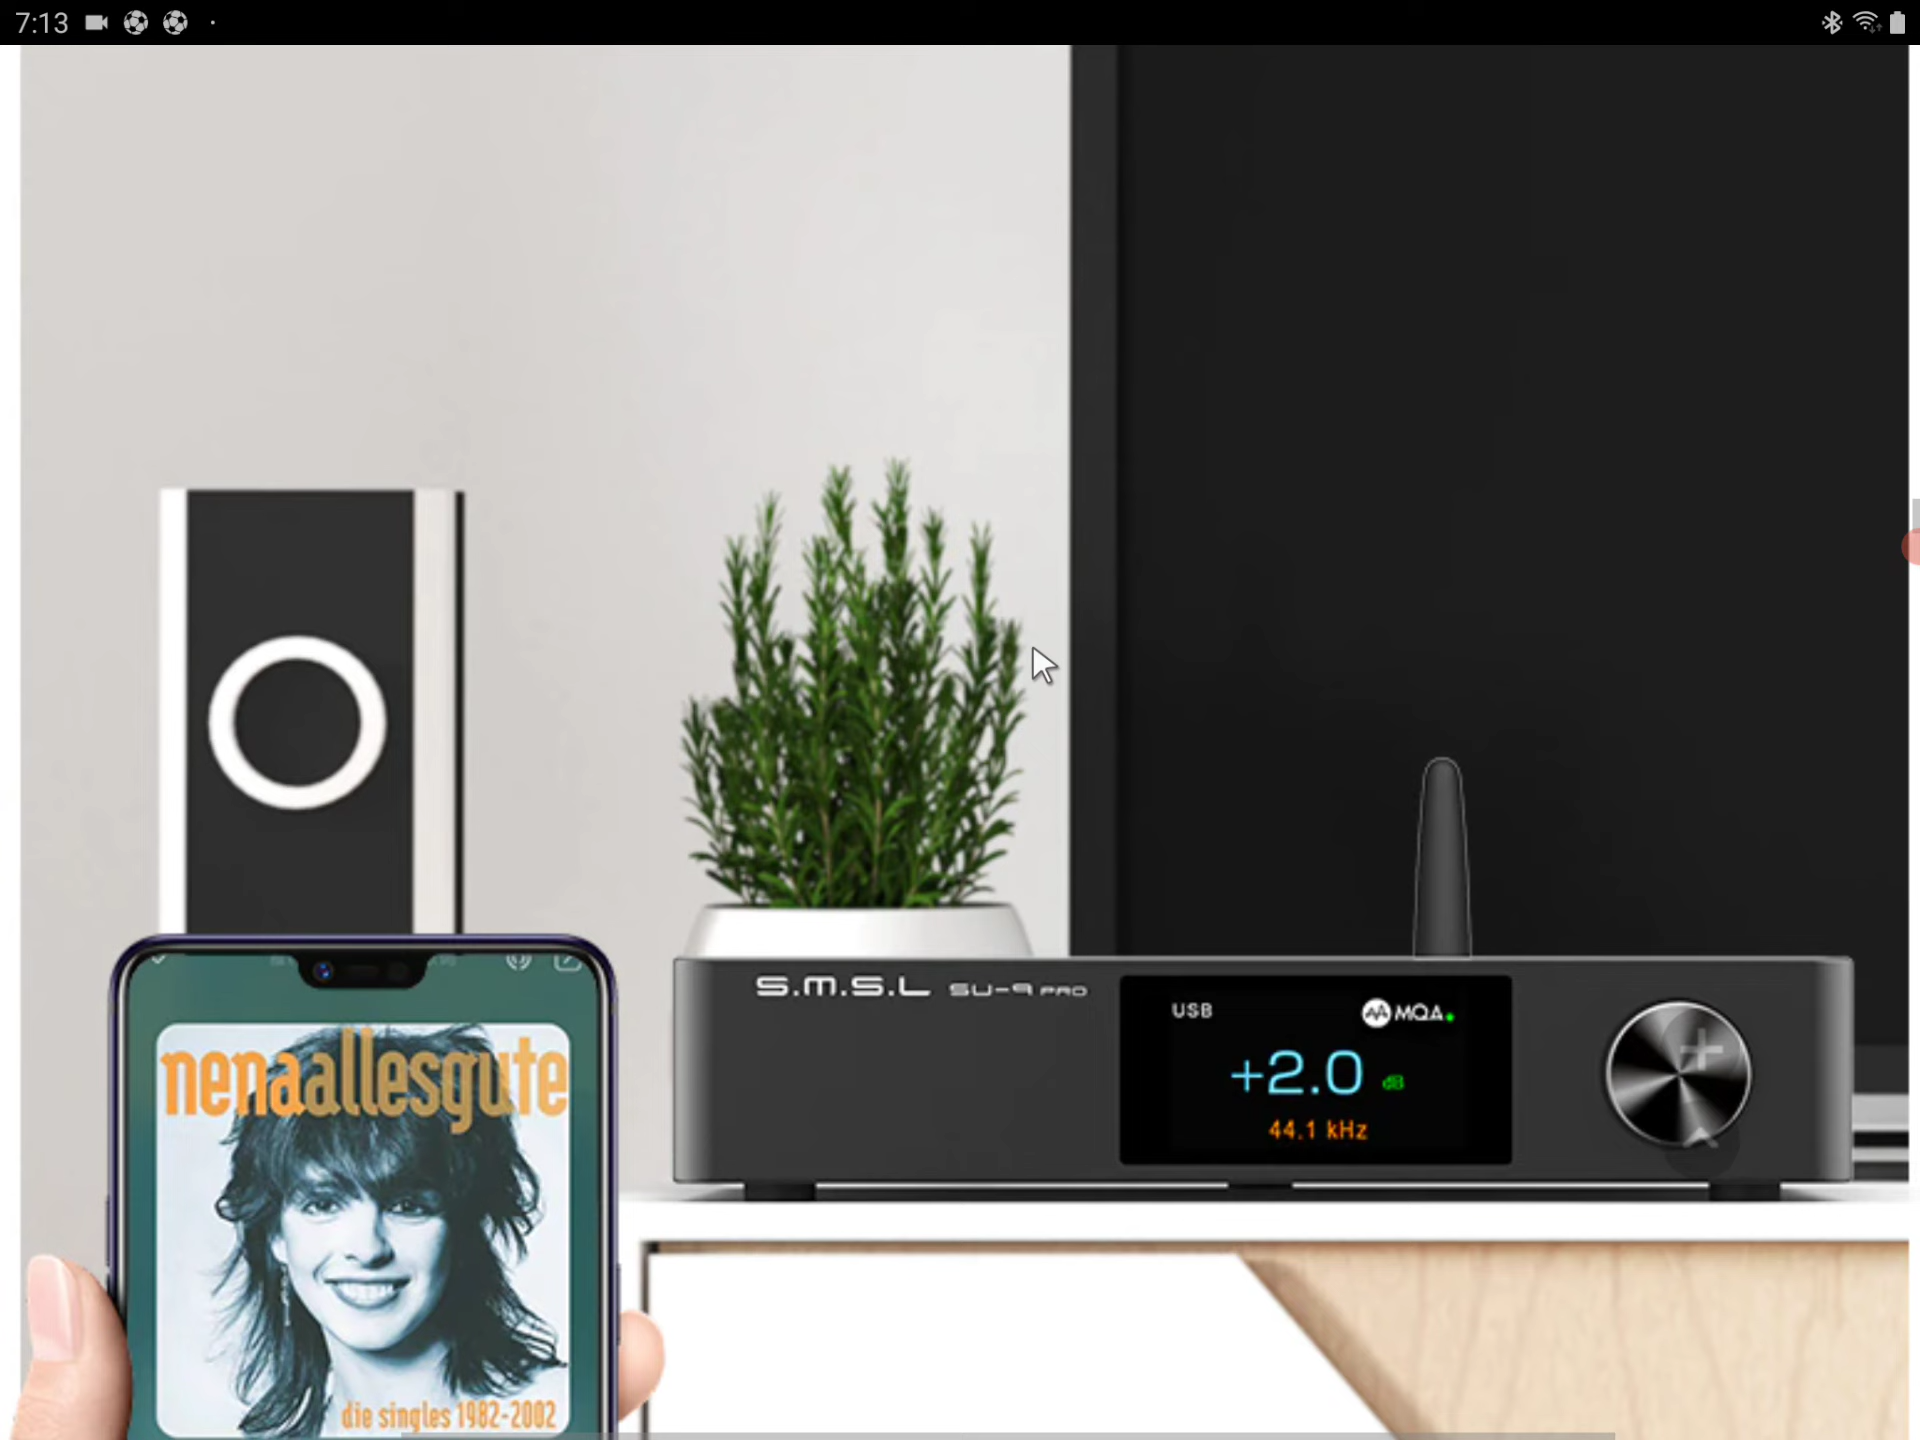 7:13
S.M.S.L SU-9 PRO
USB MQA
+2.0 dB
44.1 kHz
nenaallesgute
die singles 1982-2002